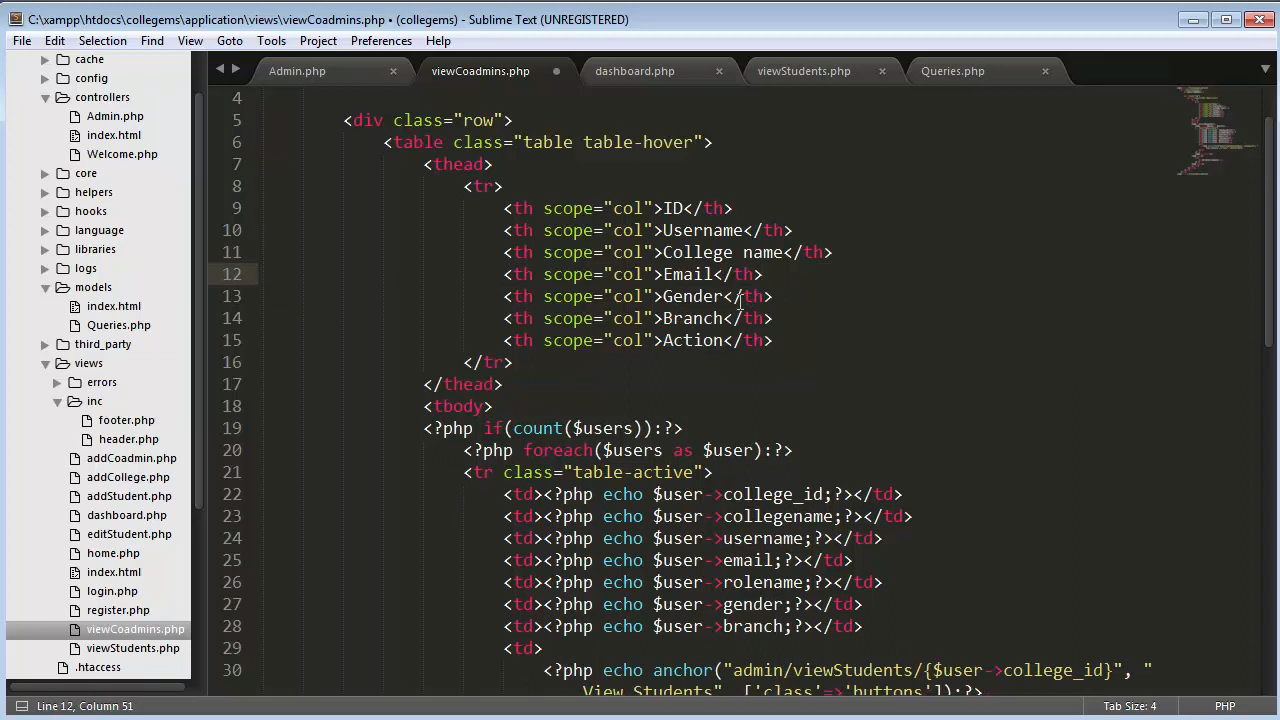 C:\xampp\htdocs\collegems\application\views\viewCoadmins.php • (collegems) - Sublime Text (UNREGISTERED)
File Edit Selection Find View Goto Tools Project Preferences Help
cache
config
controllers
Admin.php
index.html
Welcome.php
core
helpers
hooks
language
libraries
logs
models
index.html
Queries.php
third_party
views
errors
inc
footer.php
header.php
addCoadmin.php
addCollege.php
addStudent.php
dashboard.php
editStudent.php
home.php
index.html
login.php
register.php
viewCoadmins.php
viewStudents.php
.htaccess
Admin.php × viewCoadmins.php • dashboard.php × viewStudents.php × Queries.php ×
4
5 <div class="row">
6 <table class="table table-hover">
7 <thead>
8 <tr>
9 <th scope="col">ID</th>
10 <th scope="col">Username</th>
11 <th scope="col">College name</th>
12 <th scope="col">Email</th>
13 <th scope="col">Gender</th>
14 <th scope="col">Branch</th>
15 <th scope="col">Action</th>
16 </tr>
17 </thead>
18 <tbody>
19 <?php if(count($users)):?>
20 <?php foreach($users as $user):?>
21 <tr class="table-active">
22 <td><?php echo $user->college_id;?></td>
23 <td><?php echo $user->collegename;?></td>
24 <td><?php echo $user->username;?></td>
25 <td><?php echo $user->email;?></td>
26 <td><?php echo $user->rolename;?></td>
27 <td><?php echo $user->gender;?></td>
28 <td><?php echo $user->branch;?></td>
29 <td>
30 <?php echo anchor("admin/viewStudents/{$user->college_id}", "
View Students", ['class'=>'buttons']);?>
Line 12, Column 51 Tab Size: 4 PHP